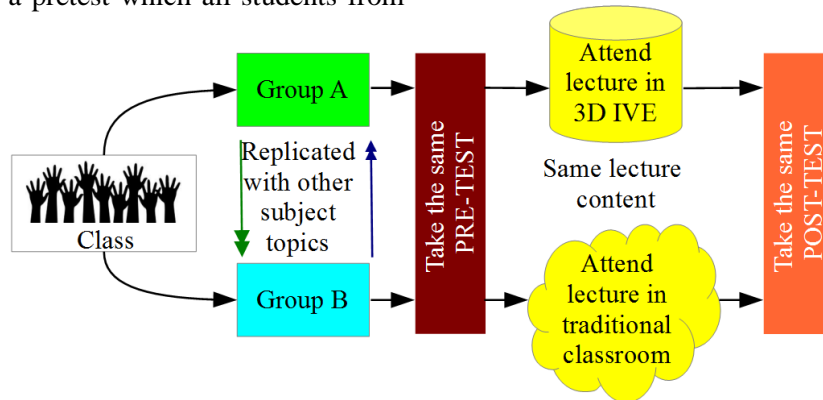 a pretest which all students from
Class
Group A
Replicated
with other
subject
topics
Group B
Take the same
PRE-TEST
Attend
lecture in
3D IVE
Same lecture
content
Attend
lecture in
traditional
classroom
Take the same
POST-TEST